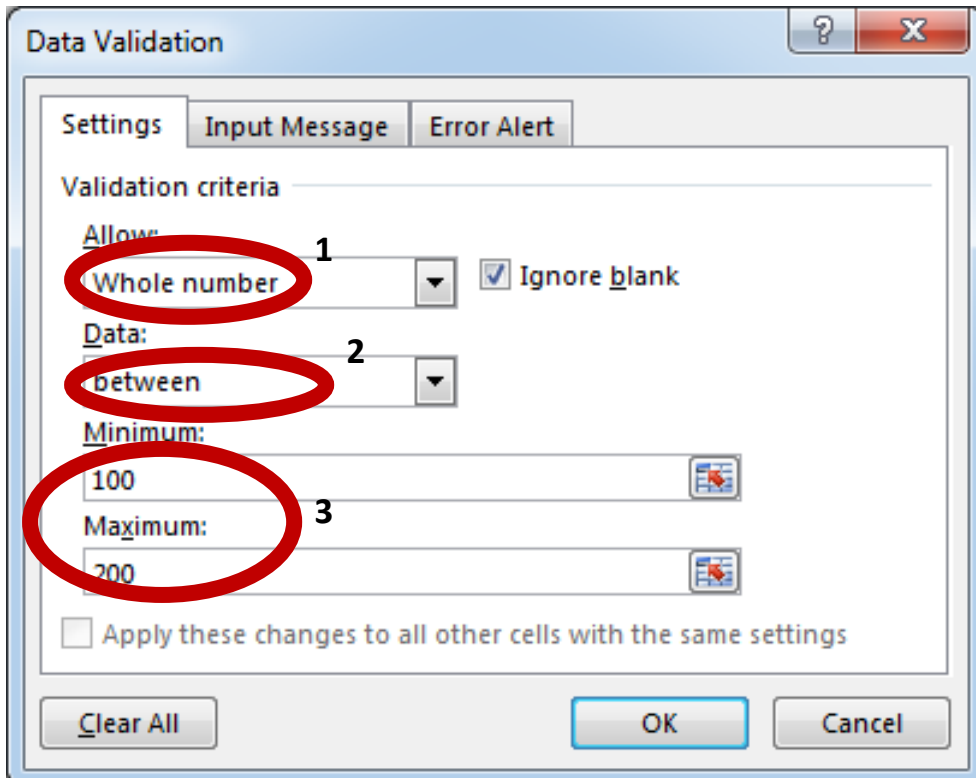 Data Validation
?
Settings Input Message Error Alert
Validation criteria
Allow:
1
Whole number Ignore blank
Data:
2
between
Minimum:
100
3
Maximum:
200
Apply these changes to all other cells with the same settings
Clear All OK Cancel